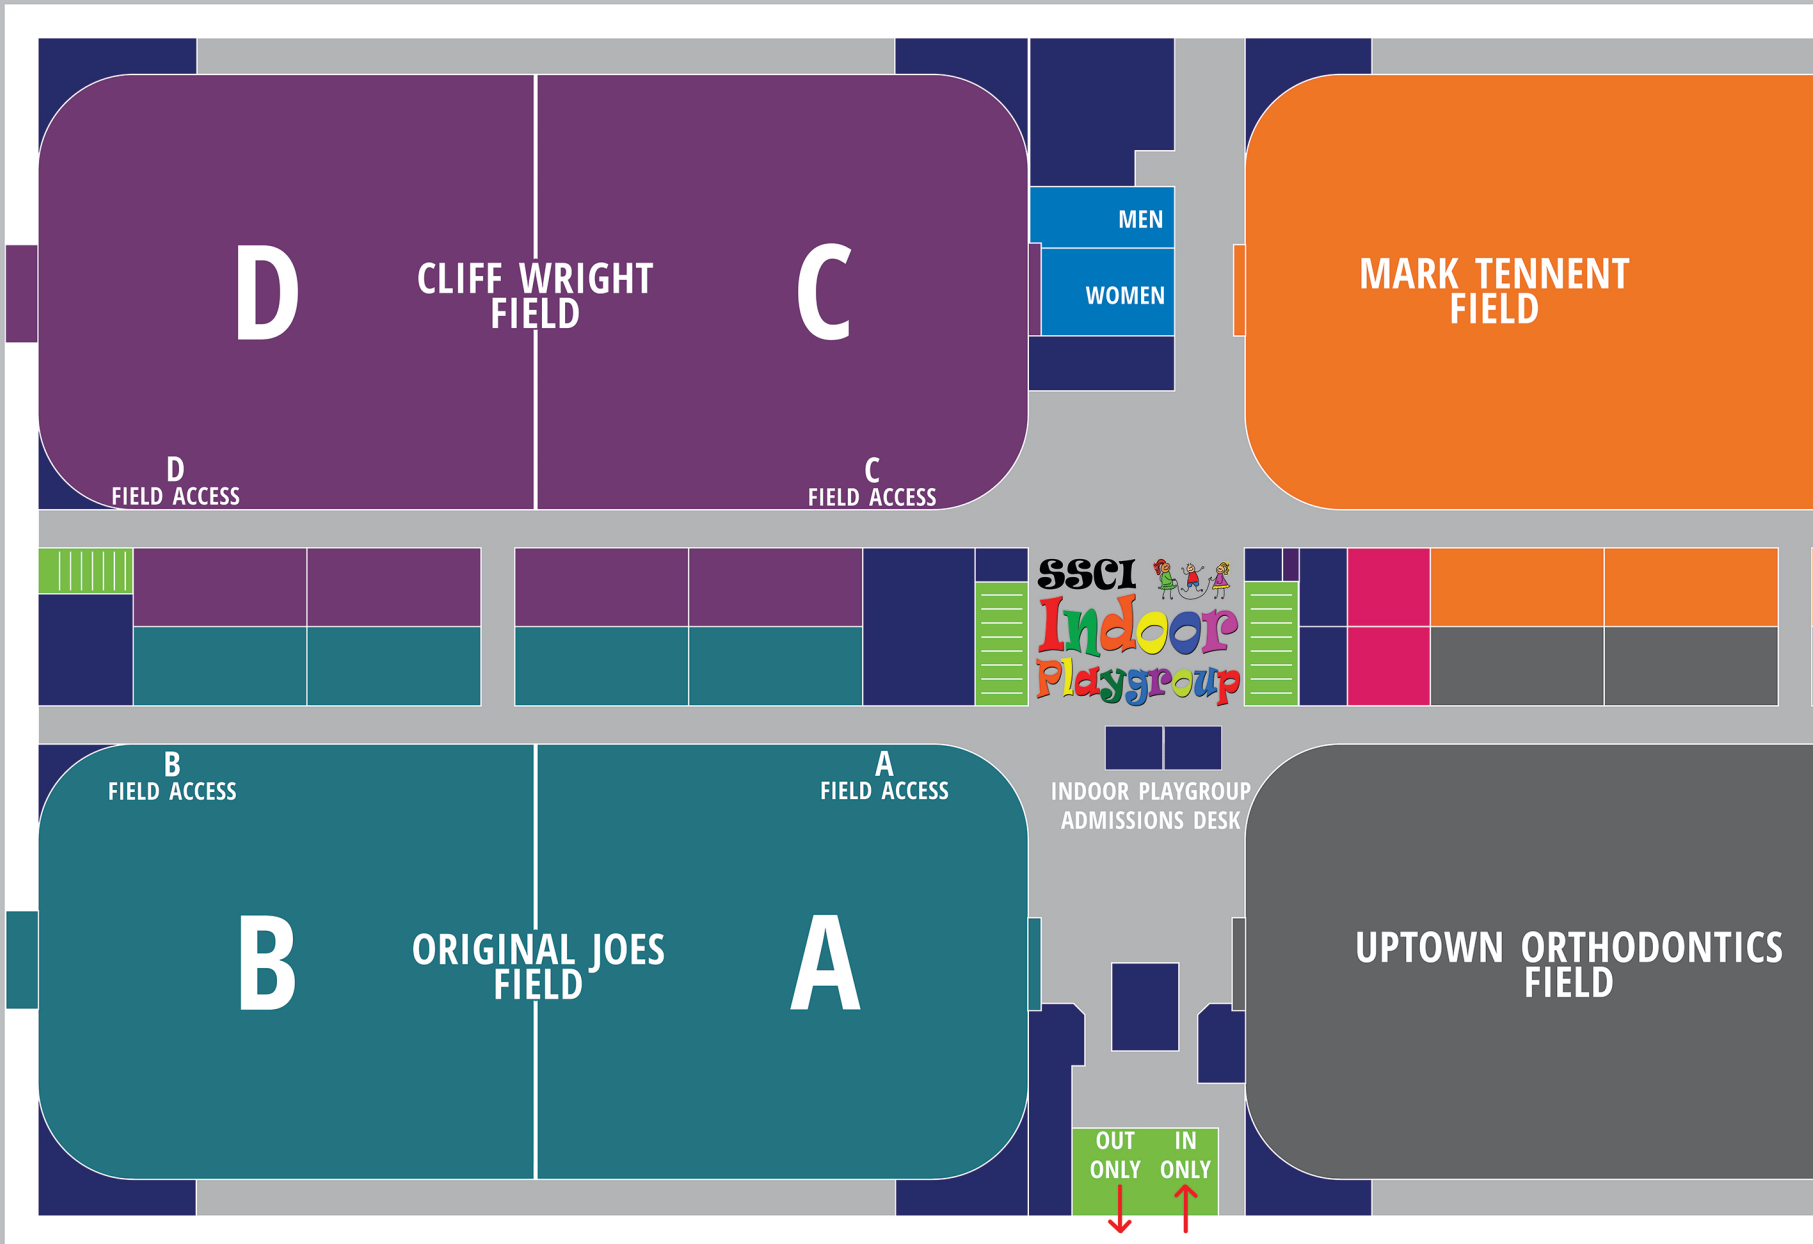 MEN
D
CLIFF WRIGHT
FIELD
C
WOMEN
MARK TENNENT
FIELD
D
FIELD ACCESS
C
FIELD ACCESS
SSCI
Indoor
Playgroup
B
FIELD ACCESS
A
FIELD ACCESS
INDOOR PLAYGROUP
ADMISSIONS DESK
B
ORIGINAL JOES
FIELD
A
UPTOWN ORTHODONTICS
FIELD
OUT
ONLY
IN
ONLY